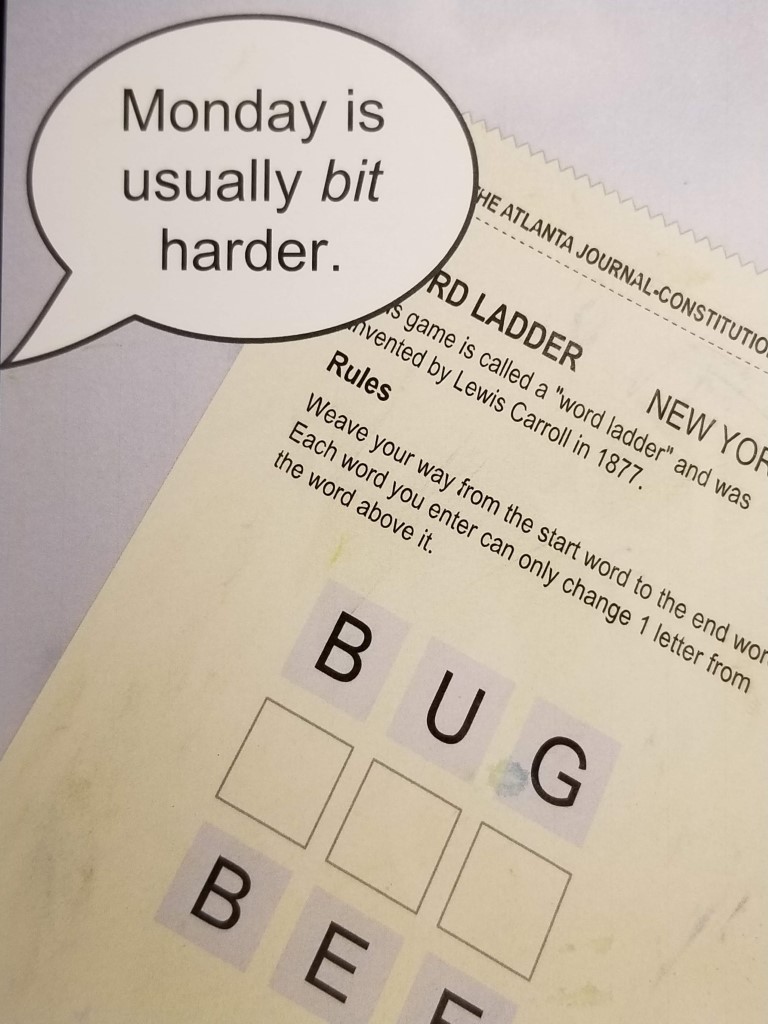 Monday is
usually bit
harder.
HE ATLANTA JOURNAL-CONSTITUTIO
RD LADDER
s game is called a "word ladder" and was
invented by Lewis Carroll in 1877.
NEW YOR
Rules
Weave your way from the start word to the end wor
Each word you enter can only change 1 letter from
the word above it.
B U G
B E